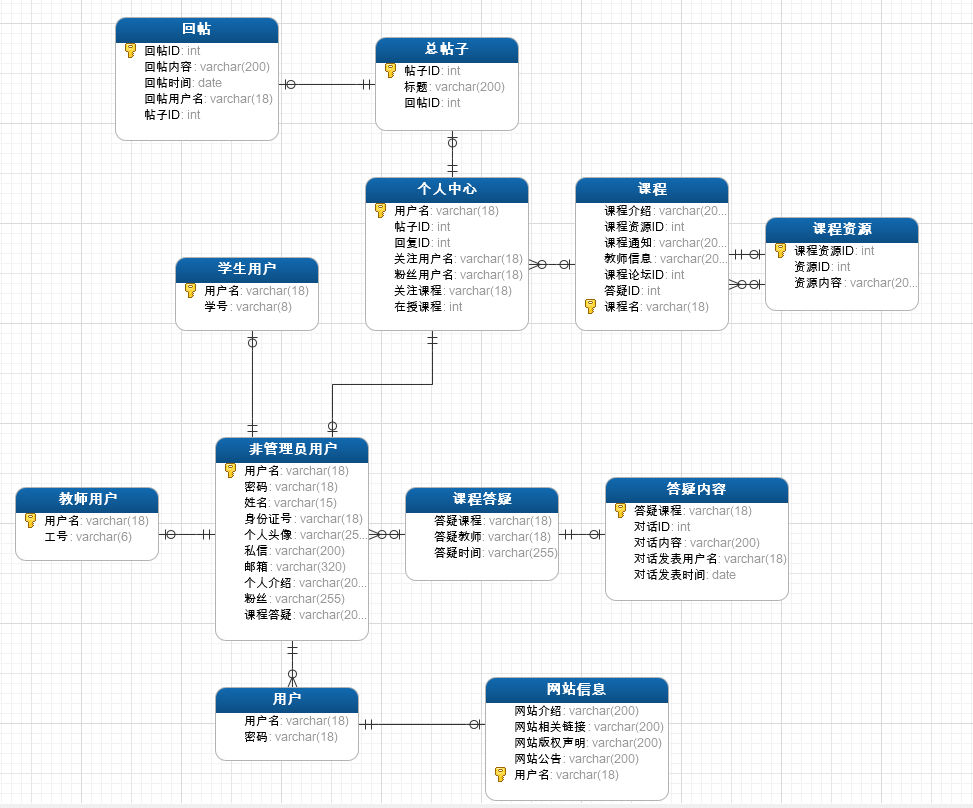 回帖
回帖ID: int
回帖内容: varchar(200)
回帖时间: date
回帖用户名: varchar(18)
帖子ID: int
总帖子
帖子ID: int
标题: varchar(200)
回帖ID: int
个人中心
用户名: varchar(18)
帖子ID: int
回复ID: int
关注用户名: varchar(18)
粉丝用户名: varchar(18)
关注课程: varchar(18)
在授课程: int
课程
课程介绍: varchar(20...
课程资源ID: int
课程通知: varchar(20...
教师信息: varchar(20...
课程论坛ID: int
答疑ID: int
课程名: varchar(18)
课程资源
课程资源ID: int
资源ID: int
资源内容: varchar(20...
学生用户
用户名: varchar(18)
学号: varchar(8)
非管理员用户
用户名: varchar(18)
密码: varchar(18)
姓名: varchar(15)
身份证号: varchar(18)
个人头像: varchar(25...
私信: varchar(200)
邮箱: varchar(320)
个人介绍: varchar(20...
粉丝: varchar(255)
课程答疑: varchar(20...
教师用户
用户名: varchar(18)
工号: varchar(6)
课程答疑
答疑课程: varchar(18)
答疑教师: varchar(18)
答疑时间: varchar(255)
答疑内容
答疑课程: varchar(18)
对话ID: int
对话内容: varchar(200)
对话发表用户名: varchar(18)
对话发表时间: date
用户
用户名: varchar(18)
密码: varchar(18)
网站信息
网站介绍: varchar(200)
网站相关链接: varchar(200)
网站版权声明: varchar(200)
网站公告: varchar(200)
用户名: varchar(18)